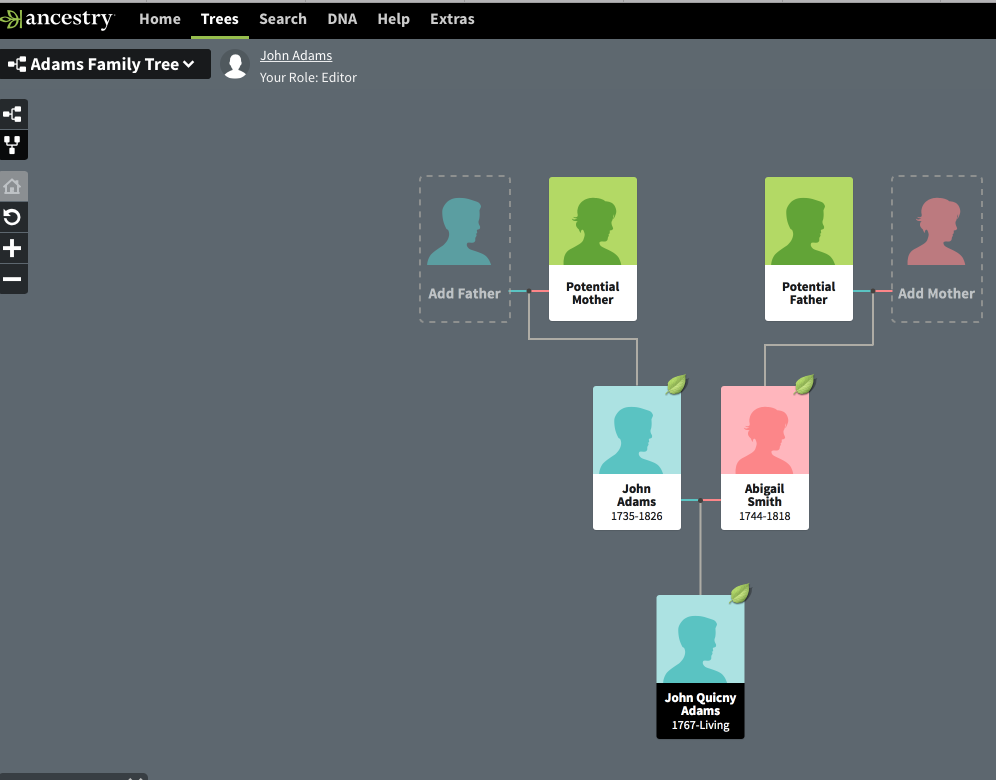 ancestry
Home Trees Search DNA Help Extras
Adams Family Tree
John Adams
Your Role: Editor
Add Father
Potential
Mother
Potential
Father
Add Mother
John
Adams
1735-1826
Abigail
Smith
1744-1818
John Quicny
Adams
1767-Living